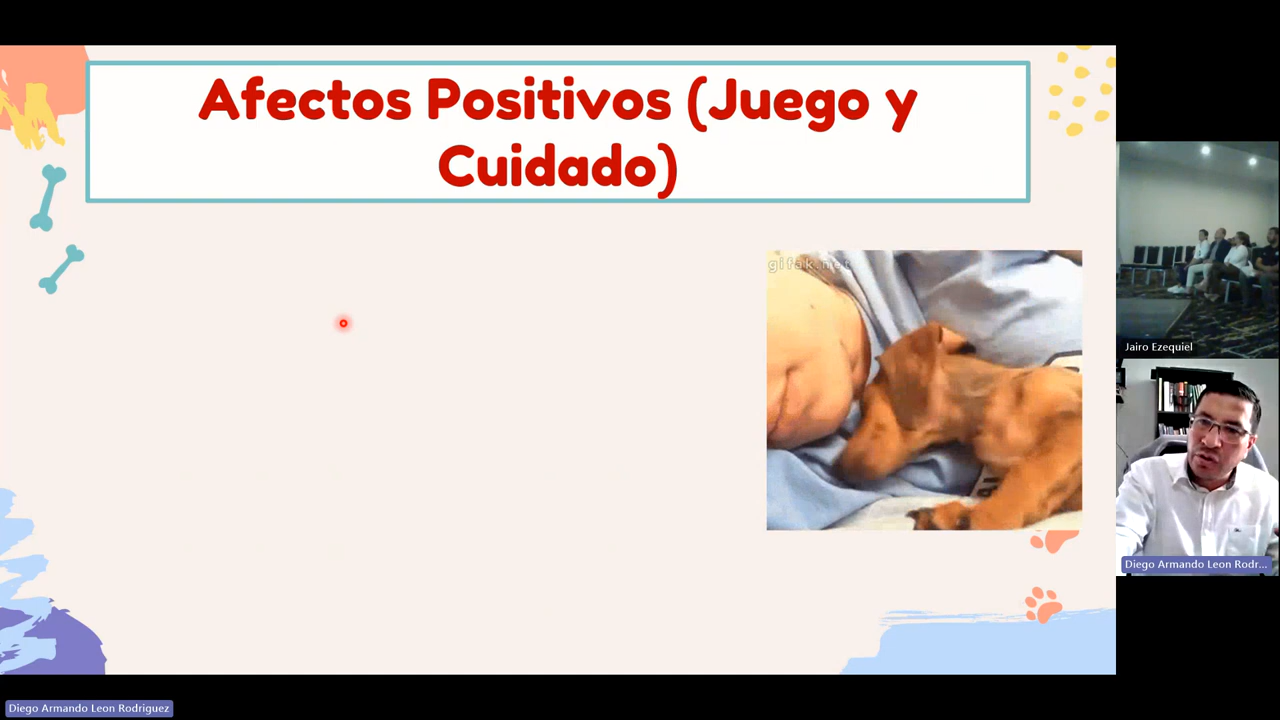 Afectos Positivos (Juego y
Cuidado)
gifak.net
Jairo Ezequiel
Diego Armando Leon Rodr...
Diego Armando Leon Rodriguez